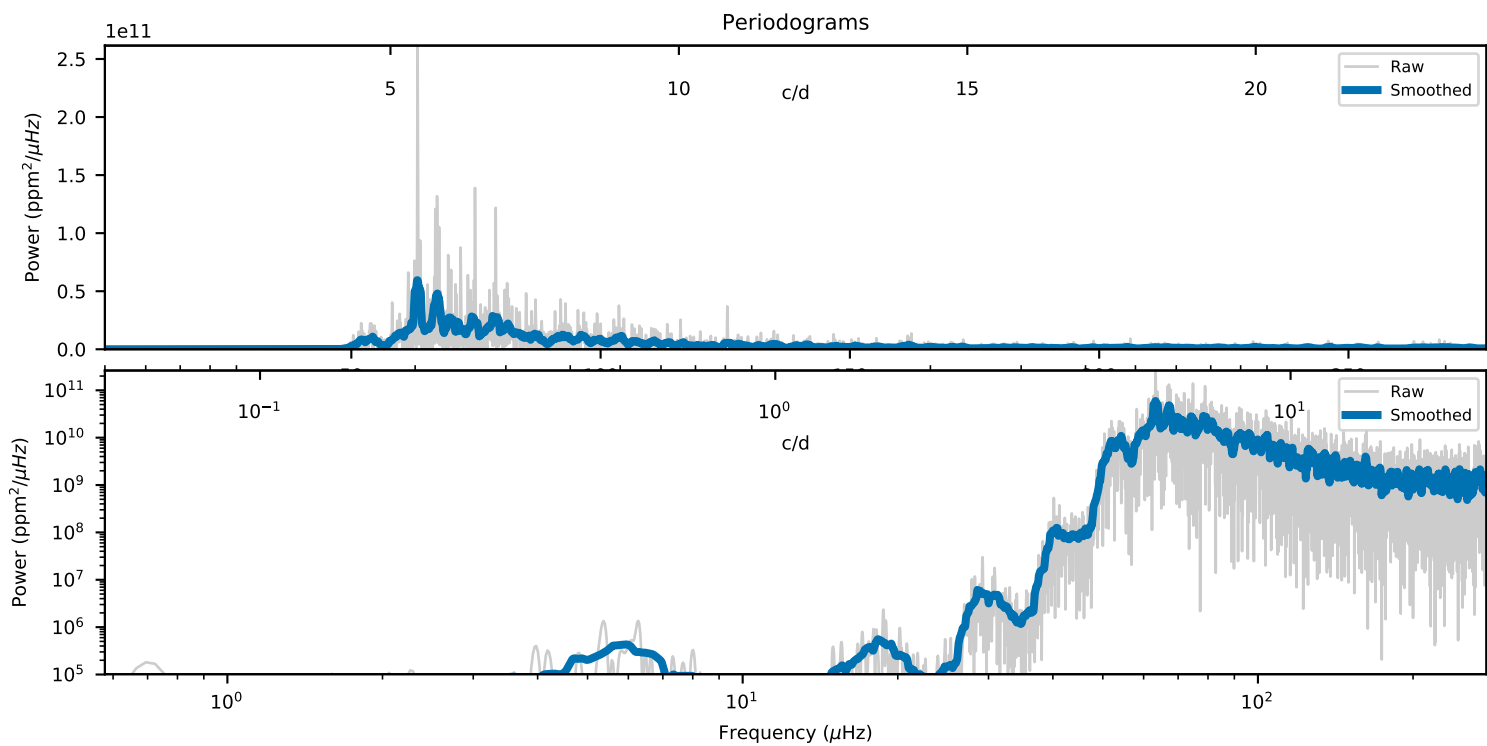 Periodograms
1e11
2.5
2.0
1.5
1.0
0.5
0.0
Power (ppm²/μHz)
5 10 15 20
c/d
Raw
Smoothed
10¹¹
10¹⁰
10⁹
10⁸
10⁷
10⁶
10⁵
Power (ppm²/μHz)
10⁻¹ 10⁰ 10¹
c/d
Raw
Smoothed
10⁰ 10¹ 10²
Frequency (μHz)